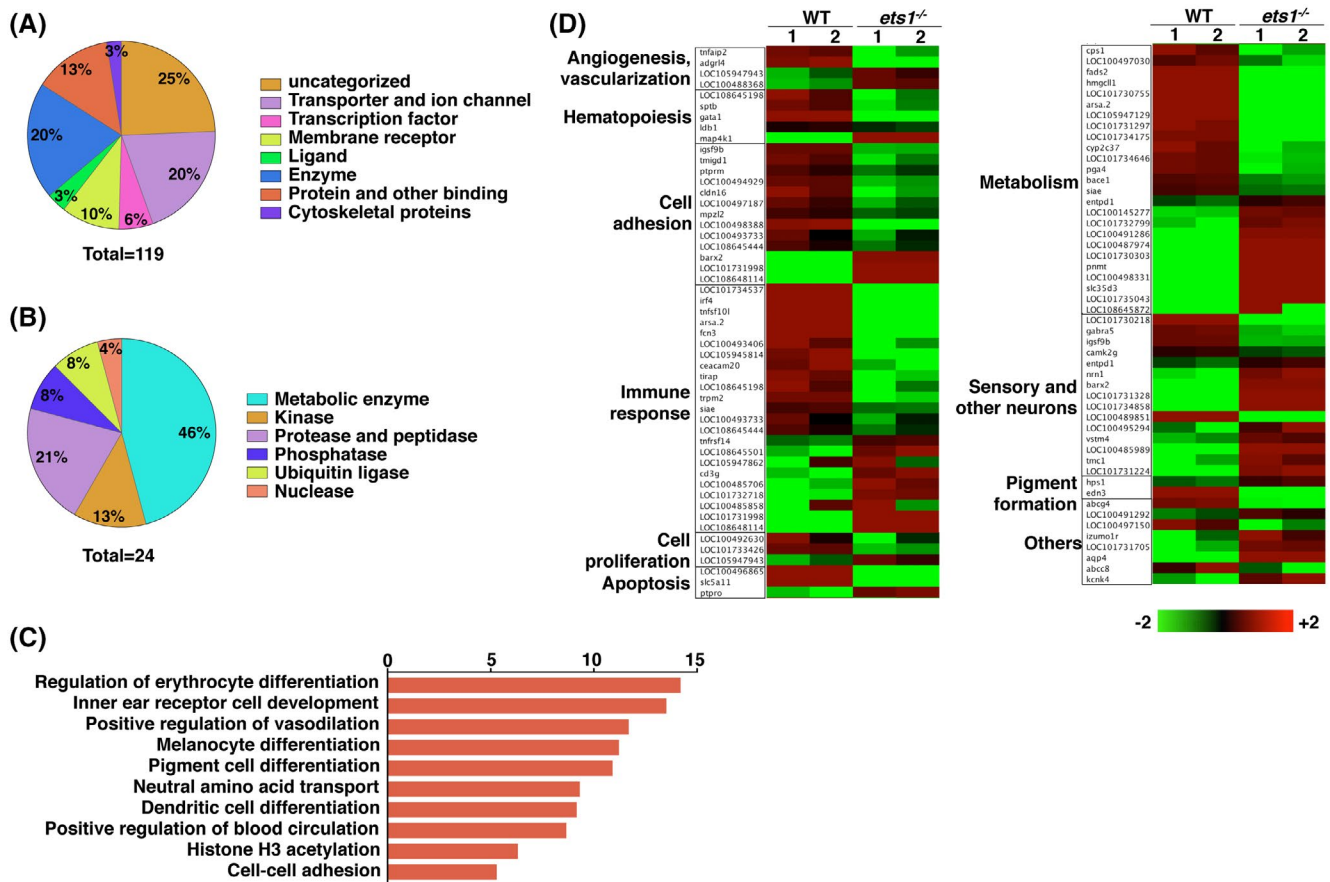 (A)
25%
20%
6%
10%
3%
20%
13%
3%
uncategorized
Transporter and ion channel
Transcription factor
Membrane receptor
Ligand
Enzyme
Protein and other binding
Cytoskeletal proteins
Total=119
(B)
46%
13%
21%
8%
8%
4%
Metabolic enzyme
Kinase
Protease and peptidase
Phosphatase
Ubiquitin ligase
Nuclease
Total=24
(C)
0 5 10 15
Regulation of erythrocyte differentiation
Inner ear receptor cell development
Positive regulation of vasodilation
Melanocyte differentiation
Pigment cell differentiation
Neutral amino acid transport
Dendritic cell differentiation
Positive regulation of blood circulation
Histone H3 acetylation
Cell-cell adhesion
(D)
WT ets1-/-
1 2 1 2
Angiogenesis,
vascularization
tnfaip2
adgrl4
LOC105947943
LOC100488368
Hematopoiesis
LOC108645198
sptb
gata1
ldb1
map4k1
Cell
adhesion
igsf9b
tmigd1
ptprm
LOC100494929
cldn16
LOC100497187
mpzl2
LOC100498388
LOC100493733
LOC108645444
barx2
LOC101731998
LOC108648114
Immune
response
LOC101734537
irf4
tnfsf10l
arsa.2
fcn3
LOC100493406
LOC105945814
ceacam20
tirap
LOC108645198
trpm2
siae
LOC100493733
LOC108645444
tnfrsf14
LOC108645501
LOC105947862
cd3g
LOC100485706
LOC101732718
LOC100485858
LOC101731998
LOC108648114
Cell
proliferation
LOC100492630
LOC101733426
LOC105947943
Apoptosis
LOC100496865
slc5a11
ptpro
WT ets1-/-
1 2 1 2
Metabolism
cps1
LOC100497030
fads2
hmgcll1
LOC101730755
arsa.2
LOC105947129
LOC101731297
LOC101734175
cyp2c37
LOC101734646
pga4
bace1
siae
entpd1
LOC100145277
LOC101732799
LOC100491286
LOC100487974
LOC101730303
pnmt
LOC100498331
slc35d3
LOC101735043
LOC108645872
Sensory and
other neurons
LOC101730218
gabra5
igsf9b
camk2g
entpd1
nrn1
barx2
LOC101731328
LOC101734858
LOC100489851
LOC100495294
vstm4
LOC100485989
tmc1
LOC101731224
Pigment
formation
hps1
edn3
Others
abcg4
LOC100491292
LOC100497150
izumo1r
LOC101731705
aqp4
abcc8
kcnk4
-2 +2